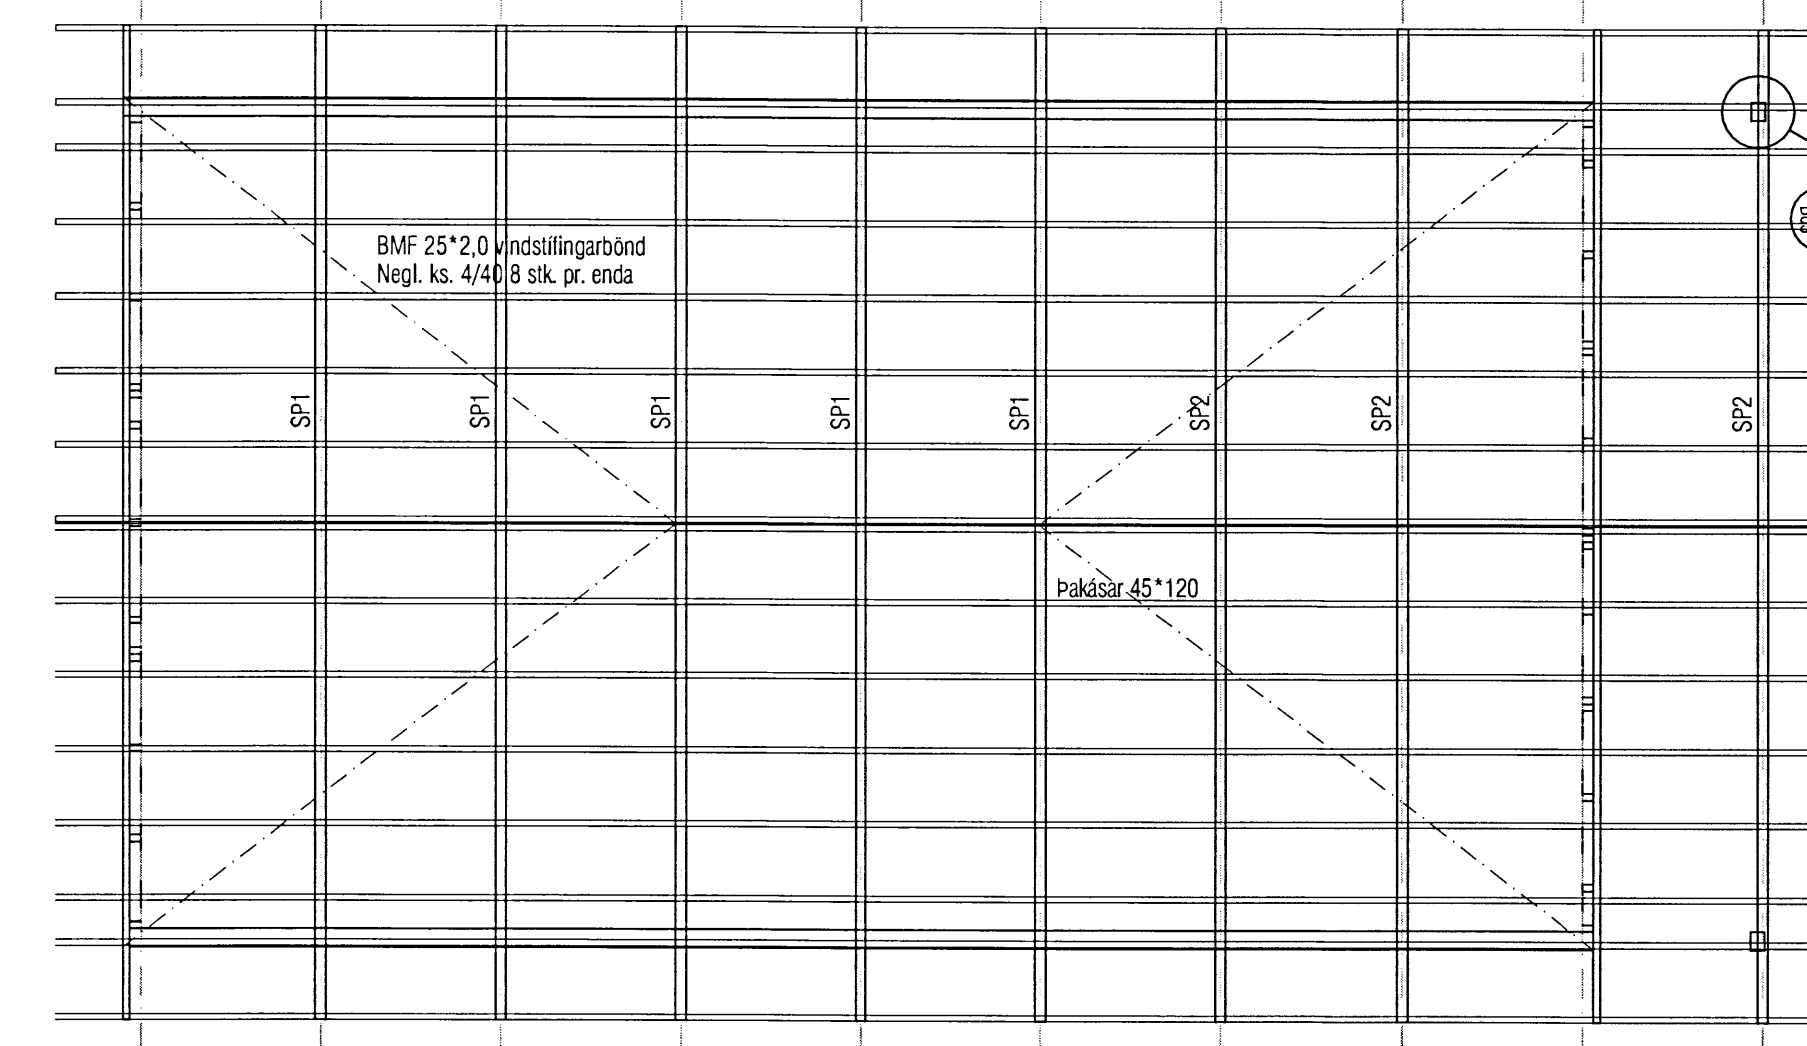 BMF 25*2,0 vindstífingarbönd
Negl. ks. 4/40 8 stk. pr. enda
SP1
SP1
SP1
SP1
SP1
SP2
SP2
SP2
Þakásar 45*120